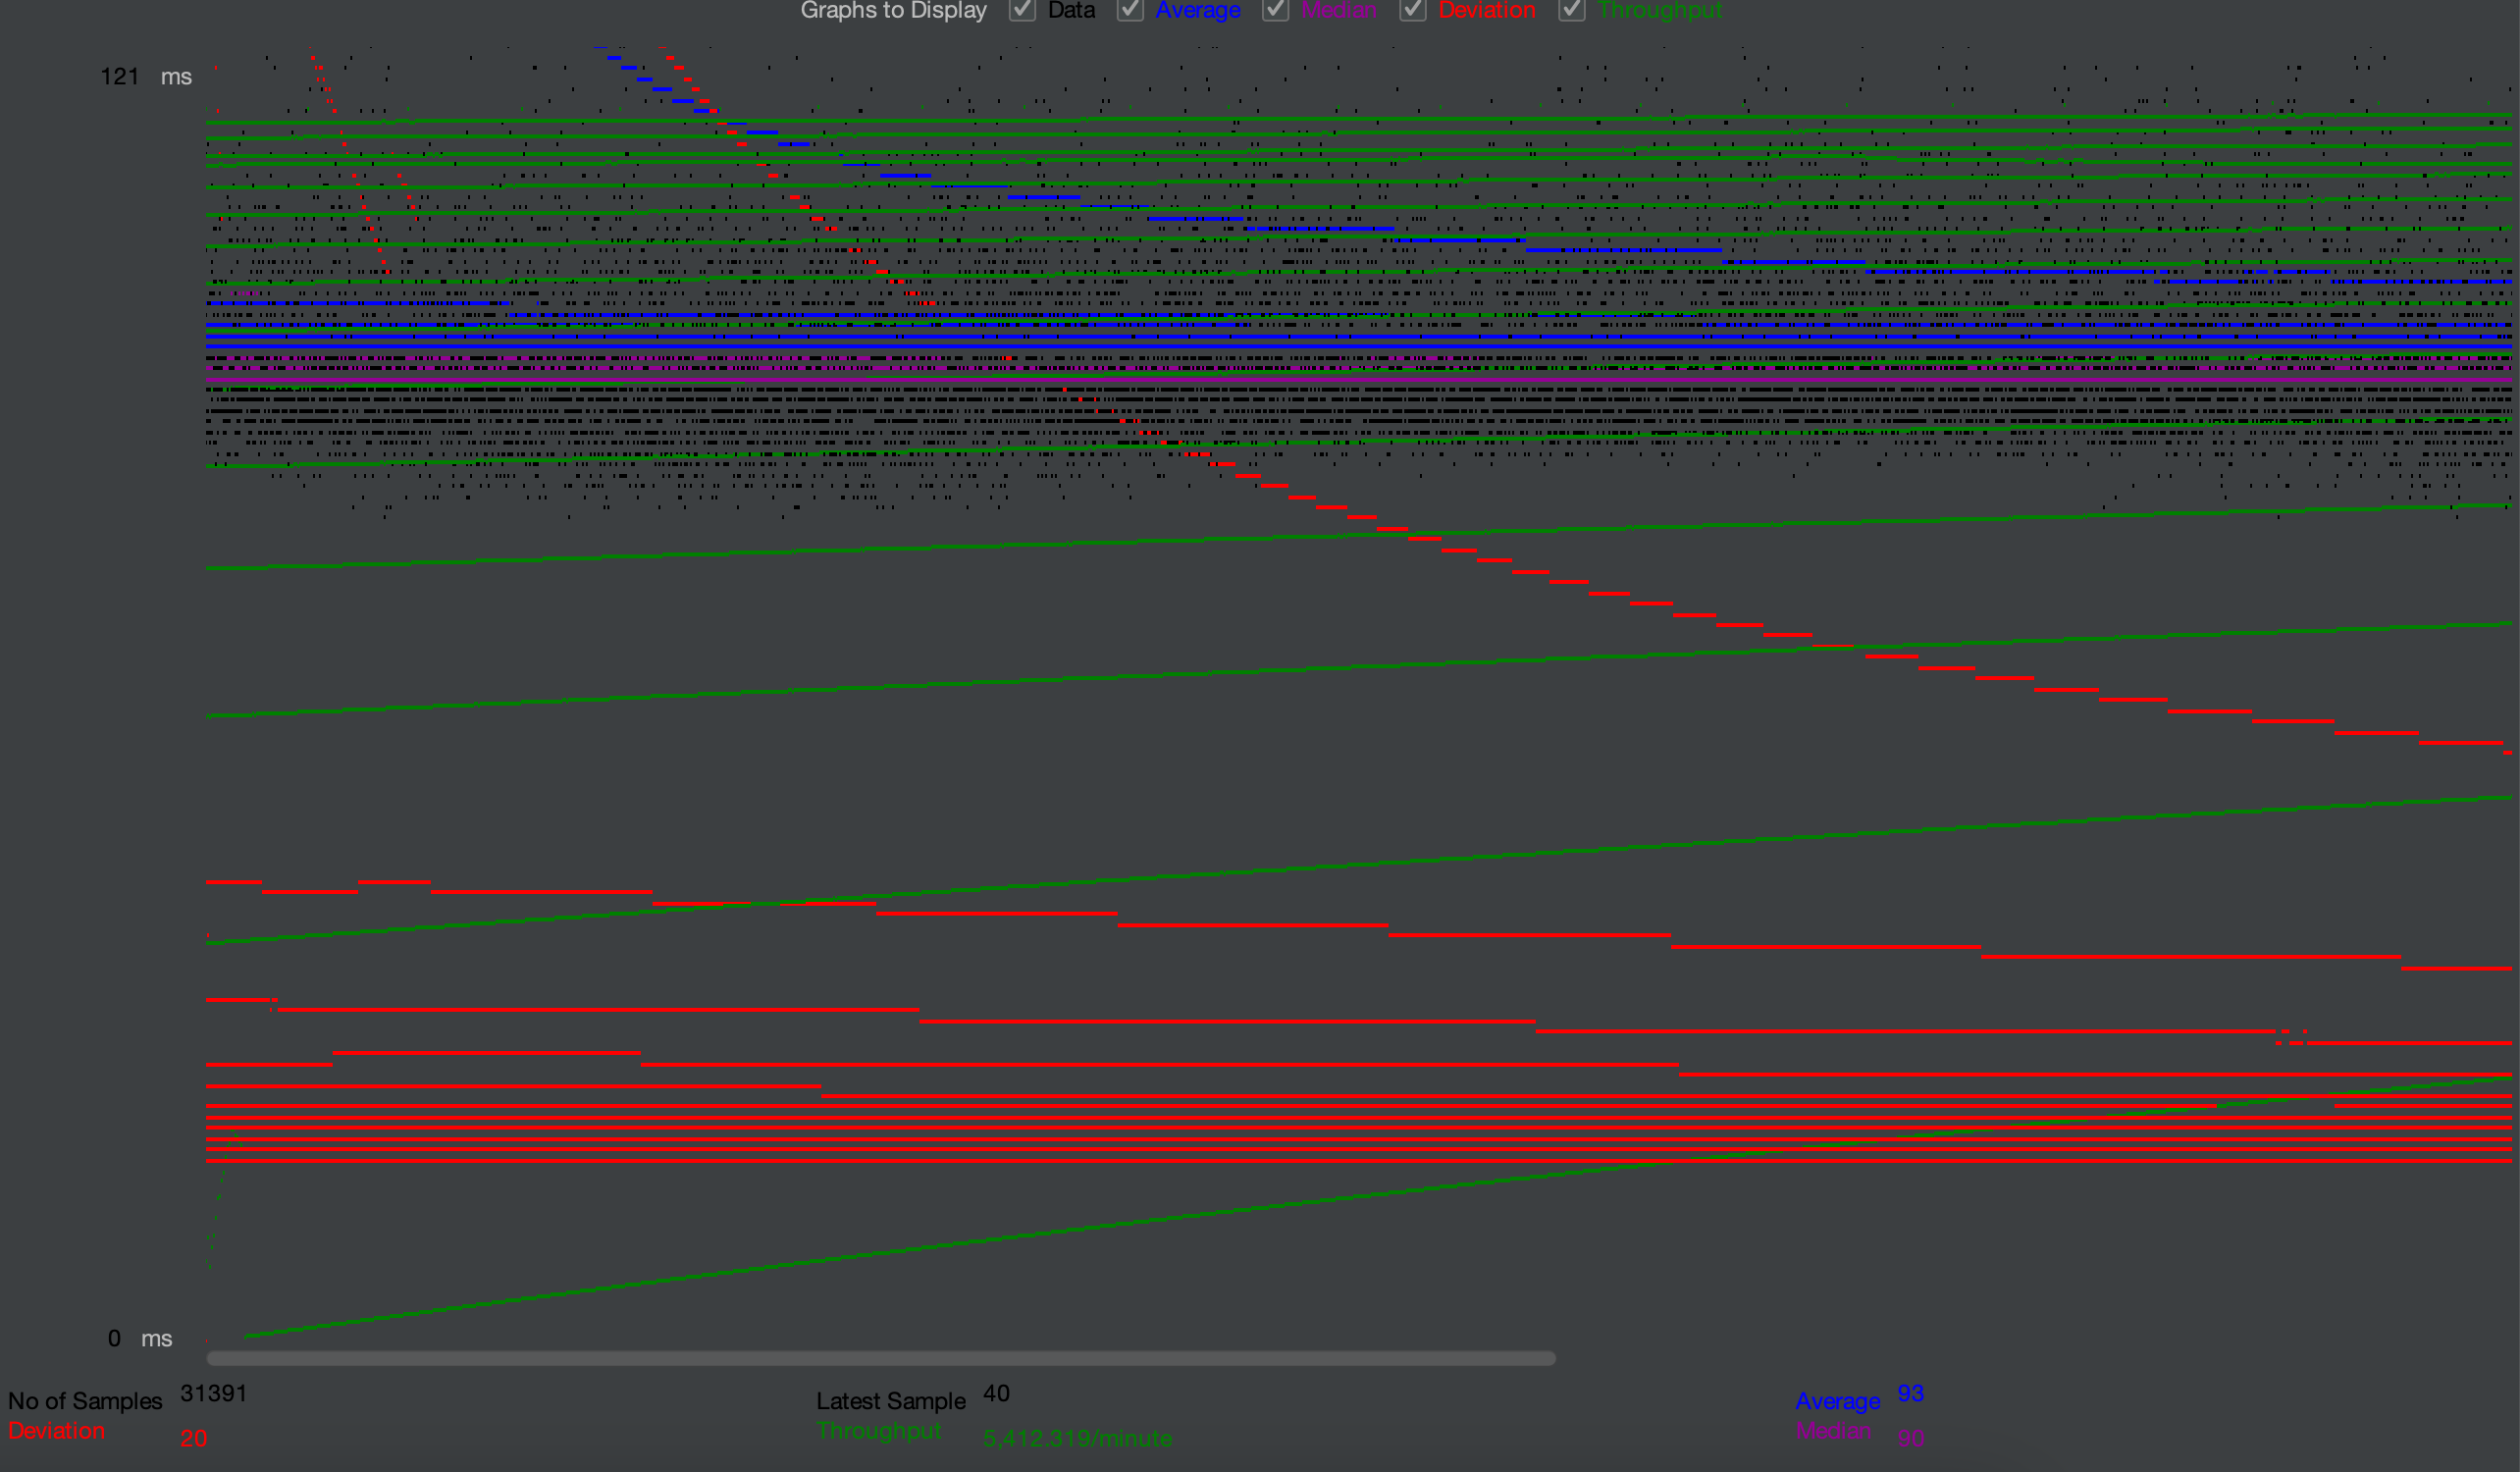 Graphs to Display Data Average Median Deviation Throughput
121 ms
0 ms
No of Samples 31391 Latest Sample 40 Average 93
Deviation 20 Throughput 5,412.319/minute Median 90